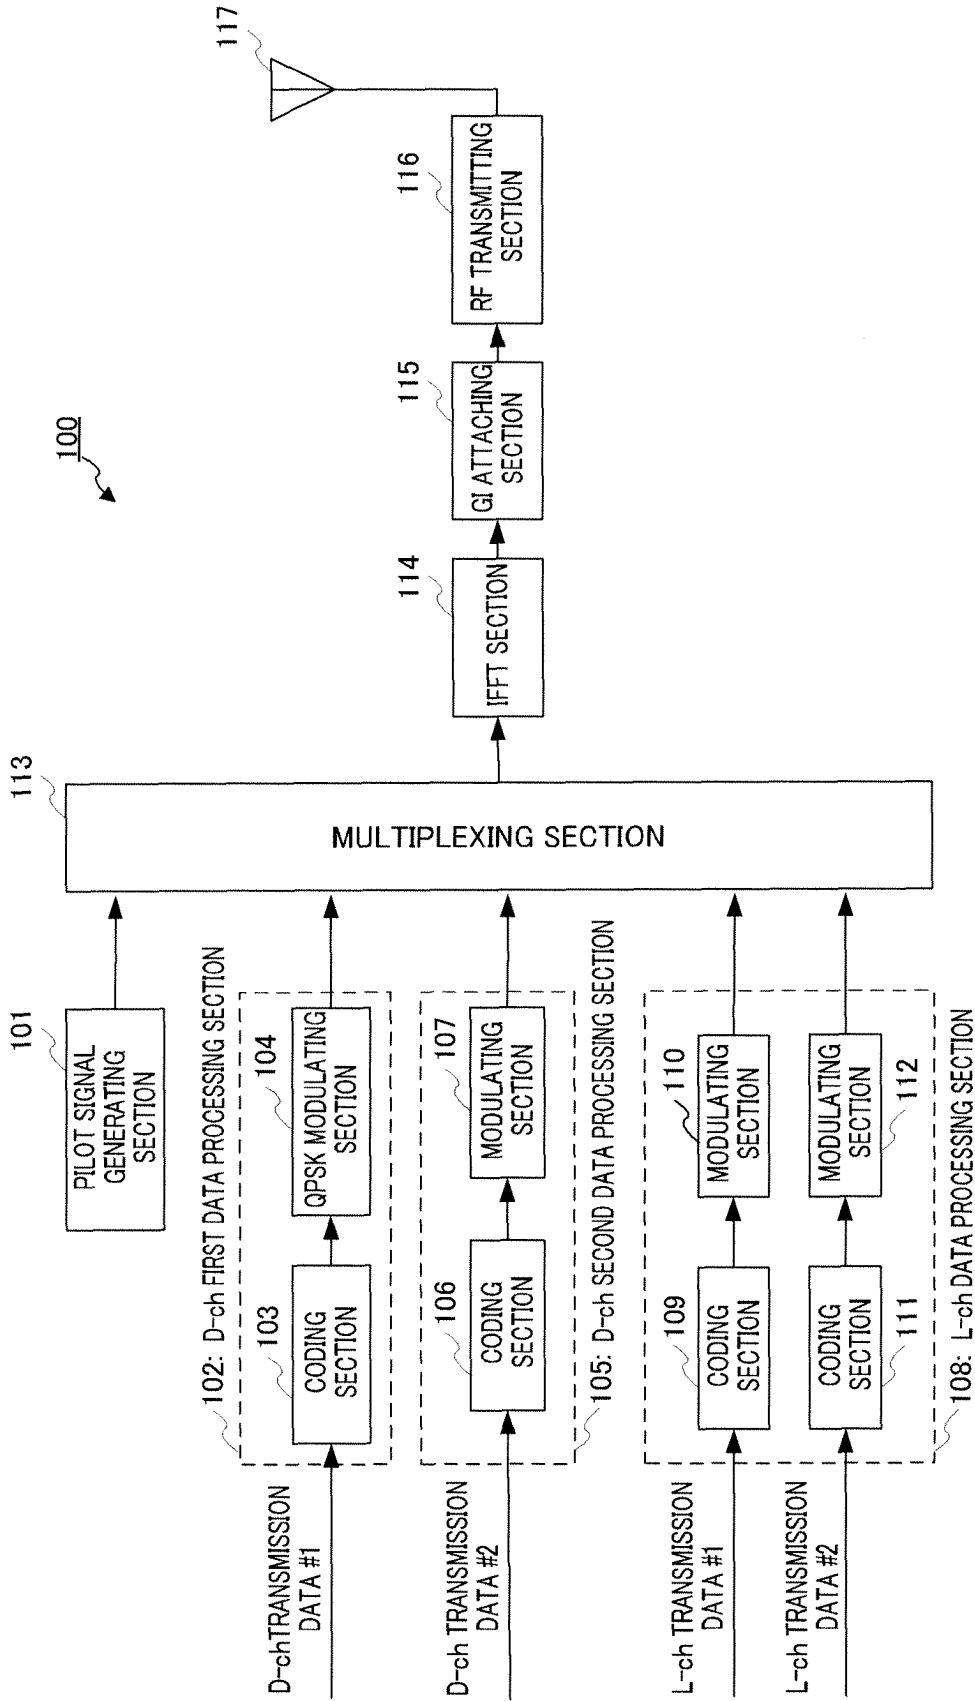 100
101
PILOT SIGNAL
GENERATING
SECTION
102: D-ch FIRST DATA PROCESSING SECTION
D-ch TRANSMISSION
DATA #1
103
CODING
SECTION
104
QPSK MODULATING
SECTION
D-ch TRANSMISSION
DATA #2
106
CODING
SECTION
107
MODULATING
SECTION
105: D-ch SECOND DATA PROCESSING SECTION
L-ch TRANSMISSION
DATA #1
109
CODING
SECTION
110
MODULATING
SECTION
L-ch TRANSMISSION
DATA #2
CODING
SECTION
111
MODULATING
SECTION
112
108: L-ch DATA PROCESSING SECTION
113
MULTIPLEXING SECTION
114
IFFT SECTION
115
GI ATTACHING
SECTION
116
RF TRANSMITTING
SECTION
117